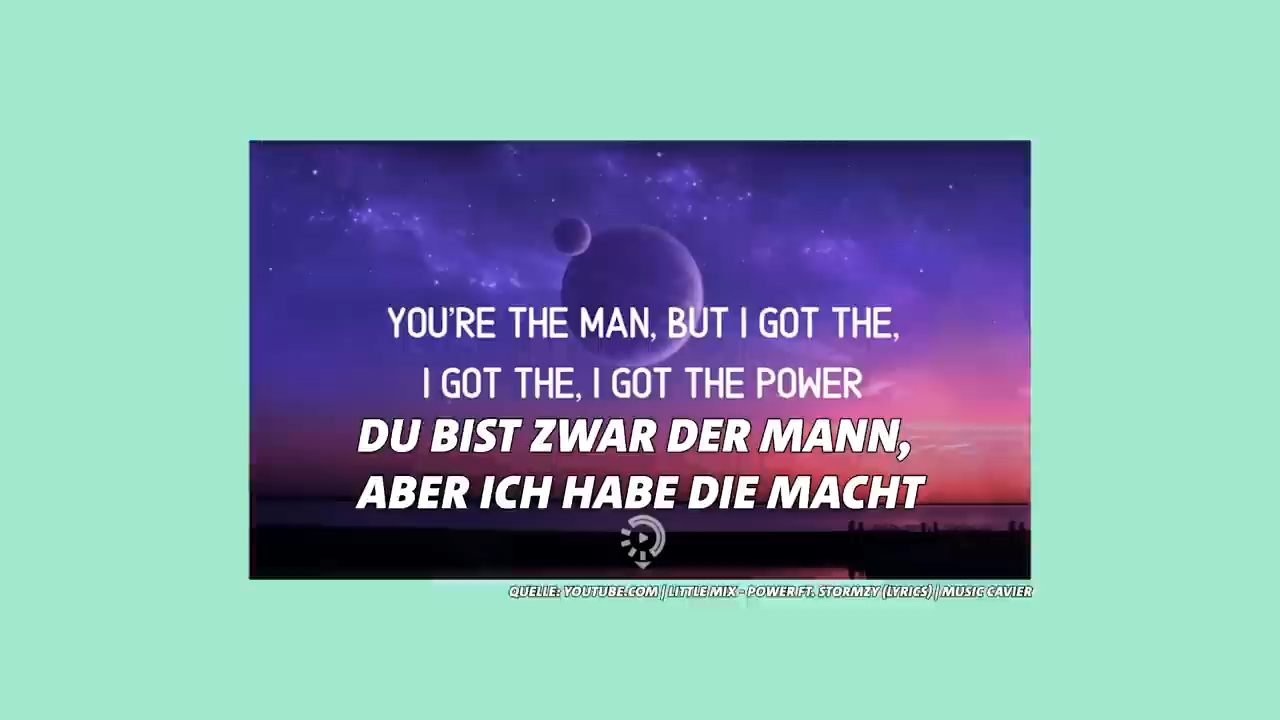 YOU'RE THE MAN, BUT I GOT THE,
I GOT THE, I GOT THE POWER
DU BIST ZWAR DER MANN,
ABER ICH HABE DIE MACHT
QUELLE: YOUTUBE.COM | LITTLE MIX - POWER FT. STORMZY (LYRICS) | MUSIC CAVIER